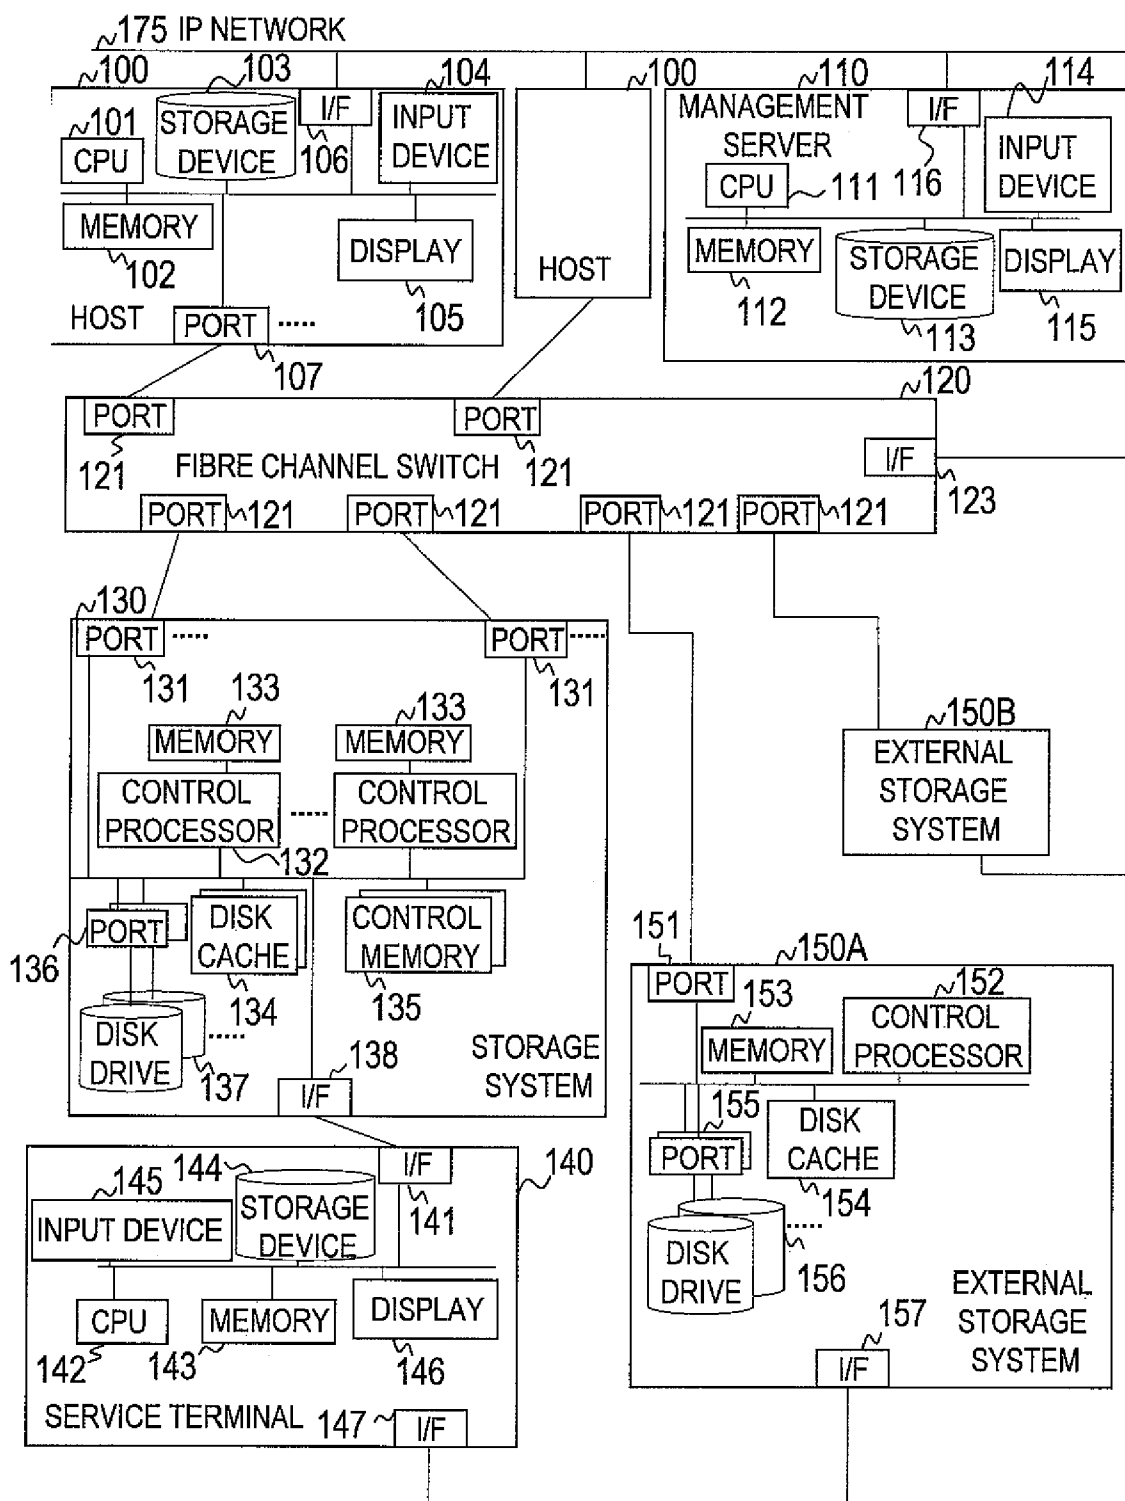 175 IP NETWORK
100
103
104
100
110
114
101
CPU
STORAGE
DEVICE
I/F
106
INPUT
DEVICE
MEMORY
102
DISPLAY
105
HOST
PORT
107
HOST
MANAGEMENT
SERVER
I/F
116
INPUT
DEVICE
CPU
111
MEMORY
112
STORAGE
DEVICE
113
DISPLAY
115
120
PORT
121
PORT
121
FIBRE CHANNEL SWITCH
I/F
123
PORT
121
PORT
121
PORT
121
PORT
121
130
PORT
131
PORT
131
133
MEMORY
133
MEMORY
CONTROL
PROCESSOR
132
CONTROL
PROCESSOR
PORT
136
DISK
CACHE
134
CONTROL
MEMORY
135
DISK
DRIVE
137
138
I/F
STORAGE
SYSTEM
150B
EXTERNAL
STORAGE
SYSTEM
151
150A
PORT
153
MEMORY
152
CONTROL
PROCESSOR
155
PORT
DISK
CACHE
154
DISK
DRIVE
156
EXTERNAL
STORAGE
SYSTEM
157
I/F
140
I/F
141
145
INPUT DEVICE
144
STORAGE
DEVICE
CPU
142
MEMORY
143
DISPLAY
146
SERVICE TERMINAL
147
I/F